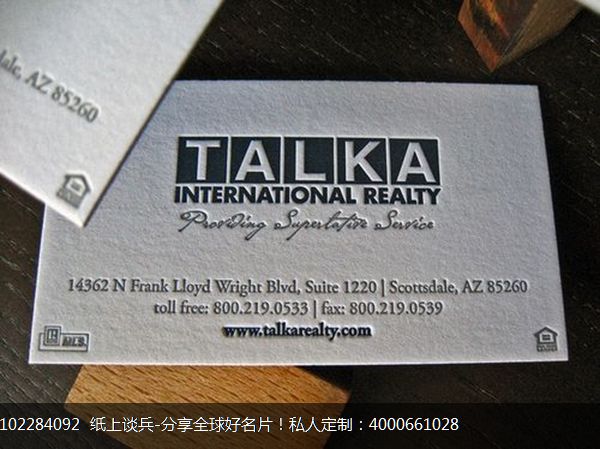 dale, AZ 85260
TALKA
INTERNATIONAL REALTY
Providing Superlative Service
14362 N Frank Lloyd Wright Blvd, Suite 1220 | Scottsdale, AZ 85260
toll free: 800.219.0533 | fax: 800.219.0539
www.talkarealty.com
MLS.
102284092 纸上谈兵-分享全球好名片！私人定制：4000661028